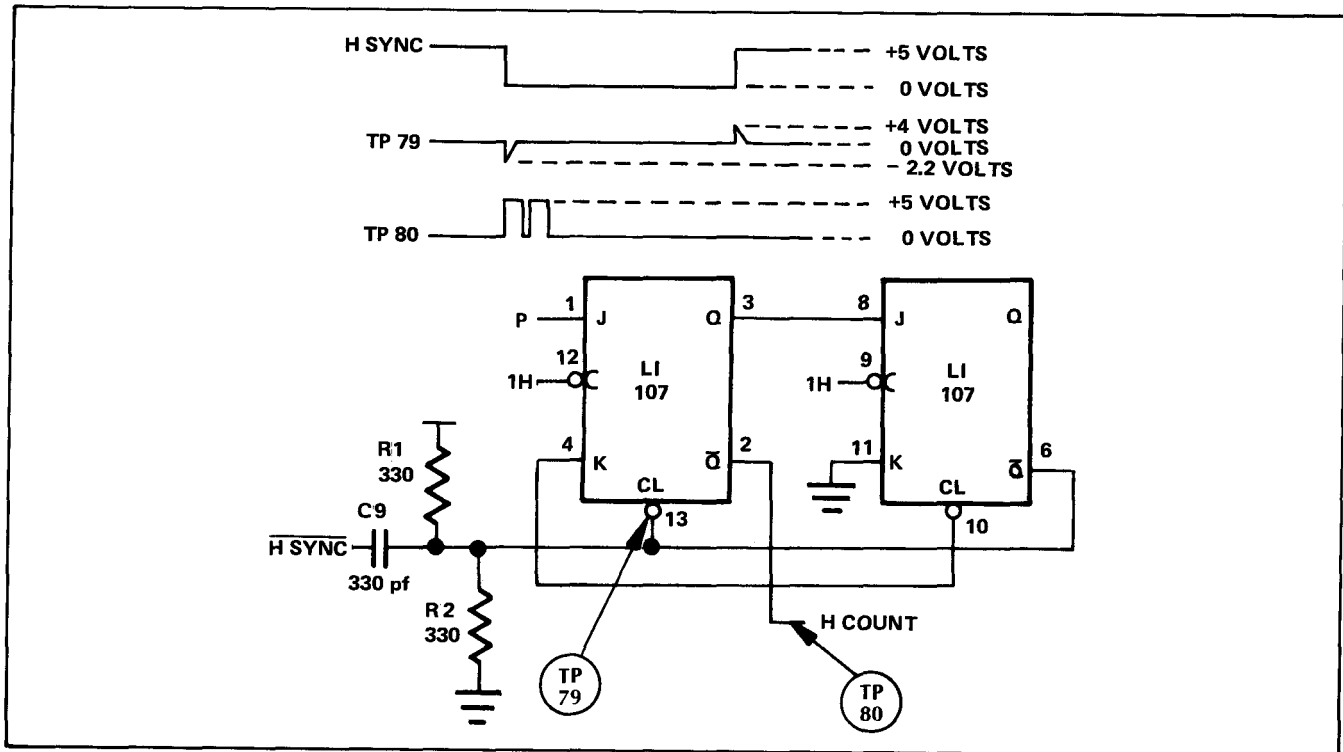 H SYNC
+5 VOLTS
0 VOLTS
+4 VOLTS
TP 79
0 VOLTS
- 2.2 VOLTS
+5 VOLTS
TP 80
0 VOLTS
1
3
8
P
J
Q
J
Q
12
9
1H
C
LI
107
1H
C
LI
107
R1
330
4
2
11
6
K
Q̅
K
Q̅
CL
CL
C9
13
10
H SYNC
330 pf
R2
330
H COUNT
TP
79
TP
80